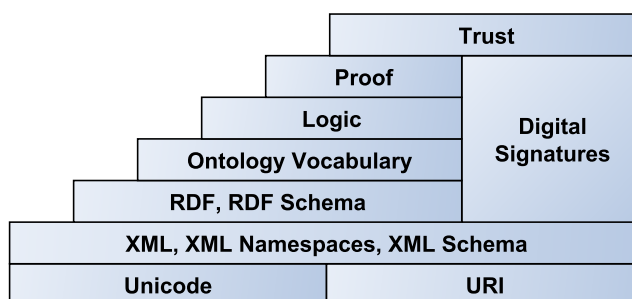 Trust
Proof
Logic
Digital
Signatures
Ontology Vocabulary
RDF, RDF Schema
XML, XML Namespaces, XML Schema
Unicode
URI